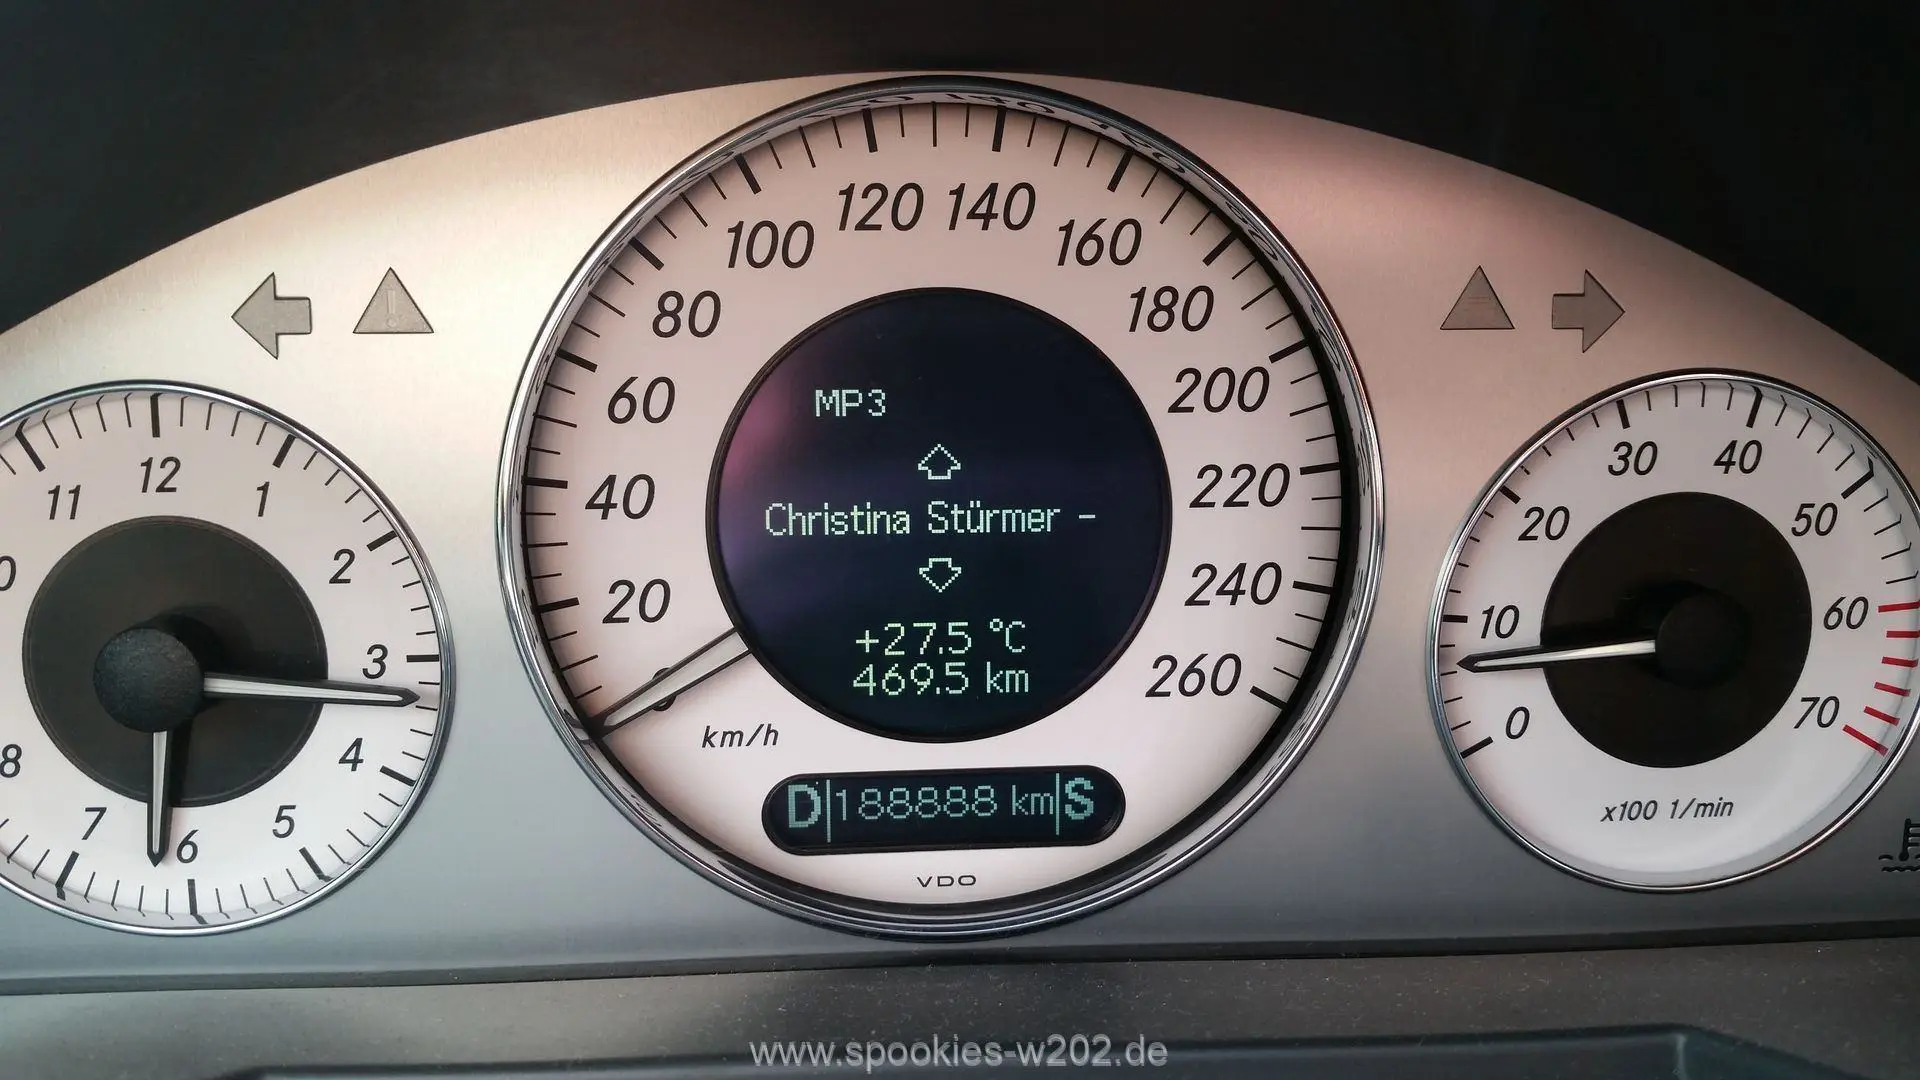 120 140
100 160
80 180
60 200
40 220
20 240
0 260
km/h
MP3
Christina Stürmer -
+27.5 °C
469.5 km
D 188888 km S
VDO
12
11 1
2
3
4
5
6
7
8
30 40
20 50
10 60
0 70
x100 1/min
www.spookies-w202.de